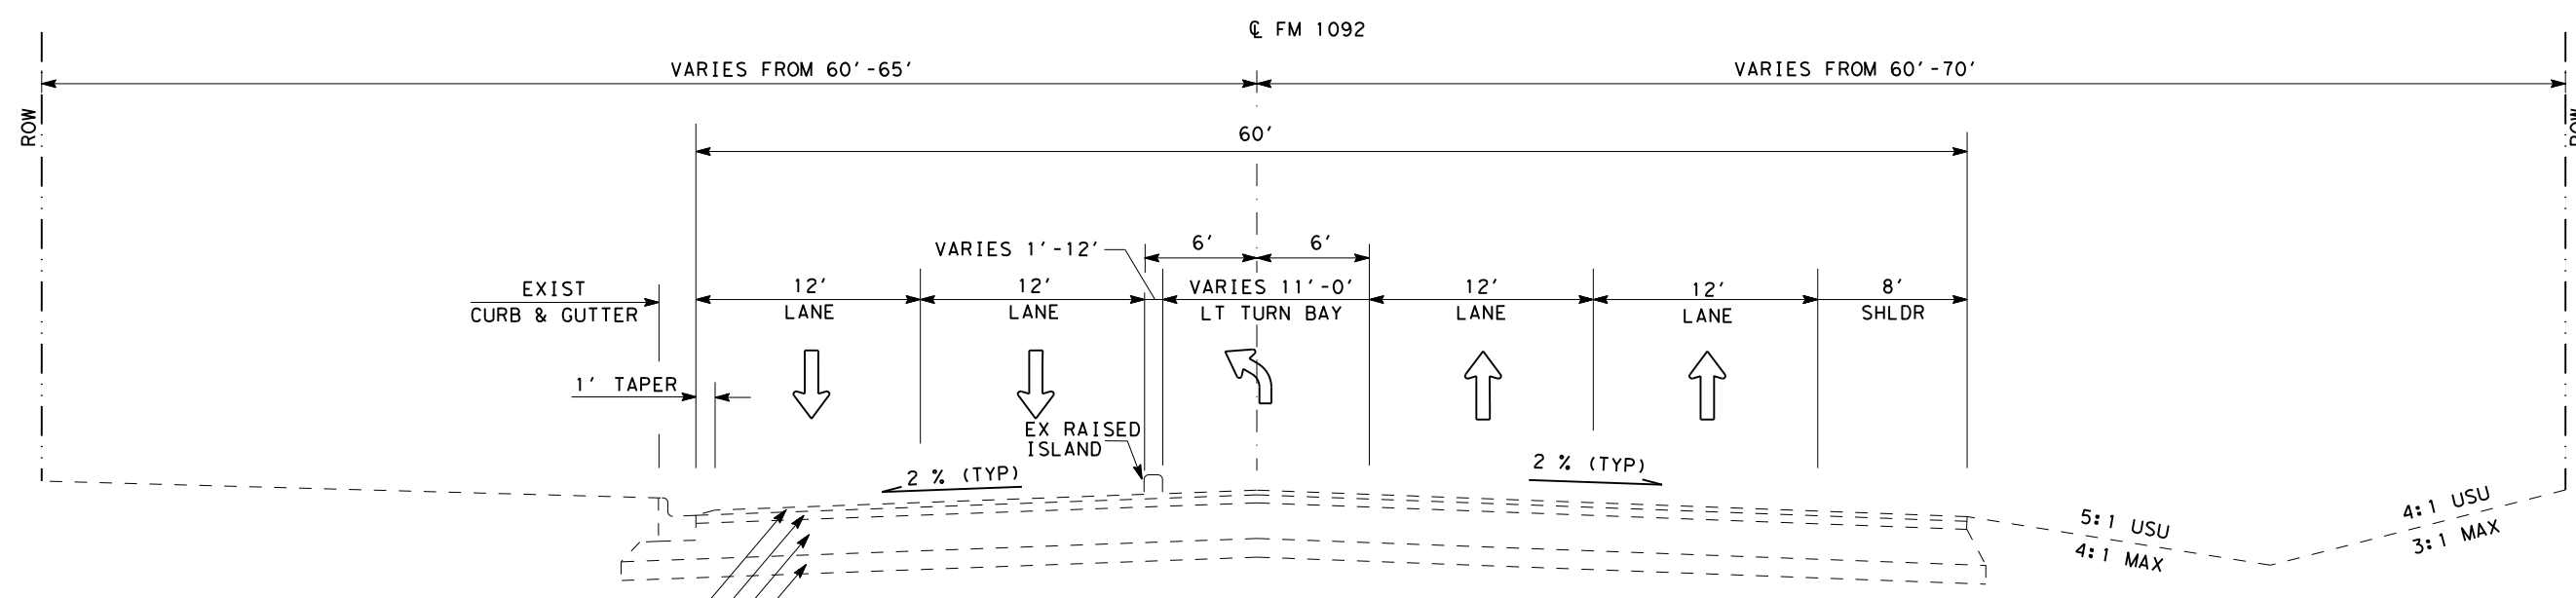 ℄ FM 1092
VARIES FROM 60'-65'
VARIES FROM 60'-70'
ROW
ROW
60'
VARIES 1'-12'
6'
6'
EXIST
CURB & GUTTER
12'
LANE
12'
LANE
VARIES 11'-0'
LT TURN BAY
12'
LANE
12'
LANE
8'
SHLDR
1' TAPER
EX RAISED
ISLAND
2 % (TYP)
2 % (TYP)
5:1 USU
4:1 MAX
4:1 USU
3:1 MAX